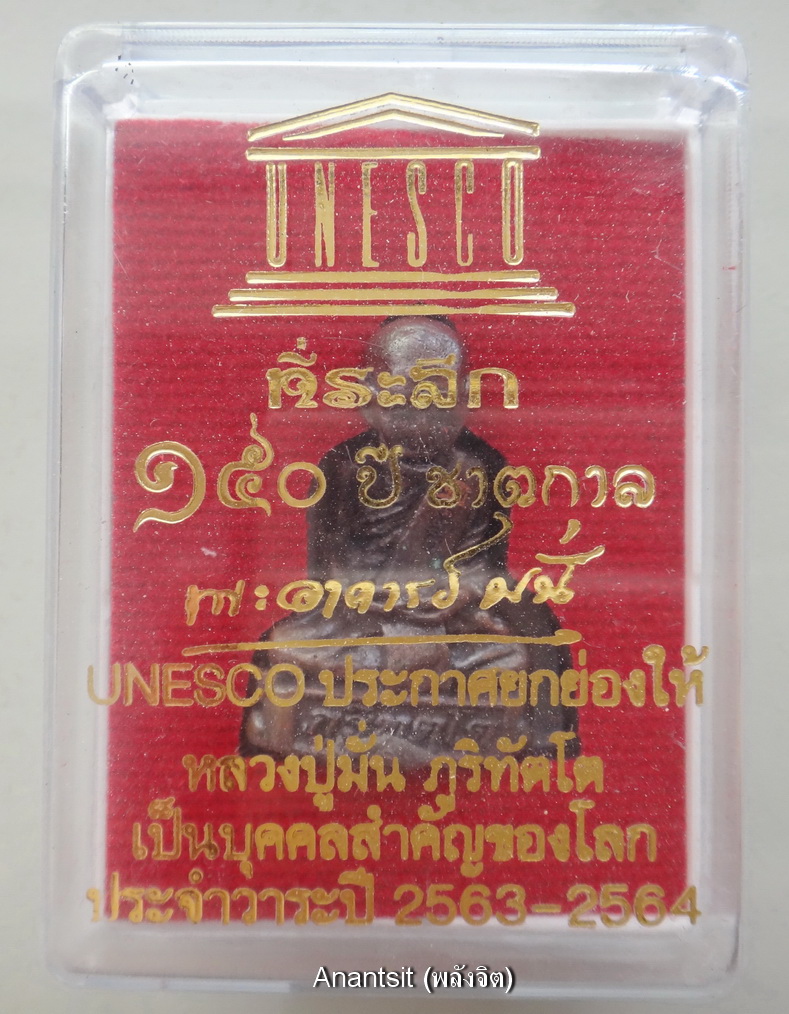 UNESCO
ที่ระลึก
๑๕๐ ปี ชาตกาล
พระอาจารย์มั่น
UNESCO ประกาศยกย่องให้
หลวงปู่มั่น ภูริทัตโต
เป็นบุคคลสำคัญของโลก
ประจำวาระปี 2563-2564
Anantsit (พลังจิต)